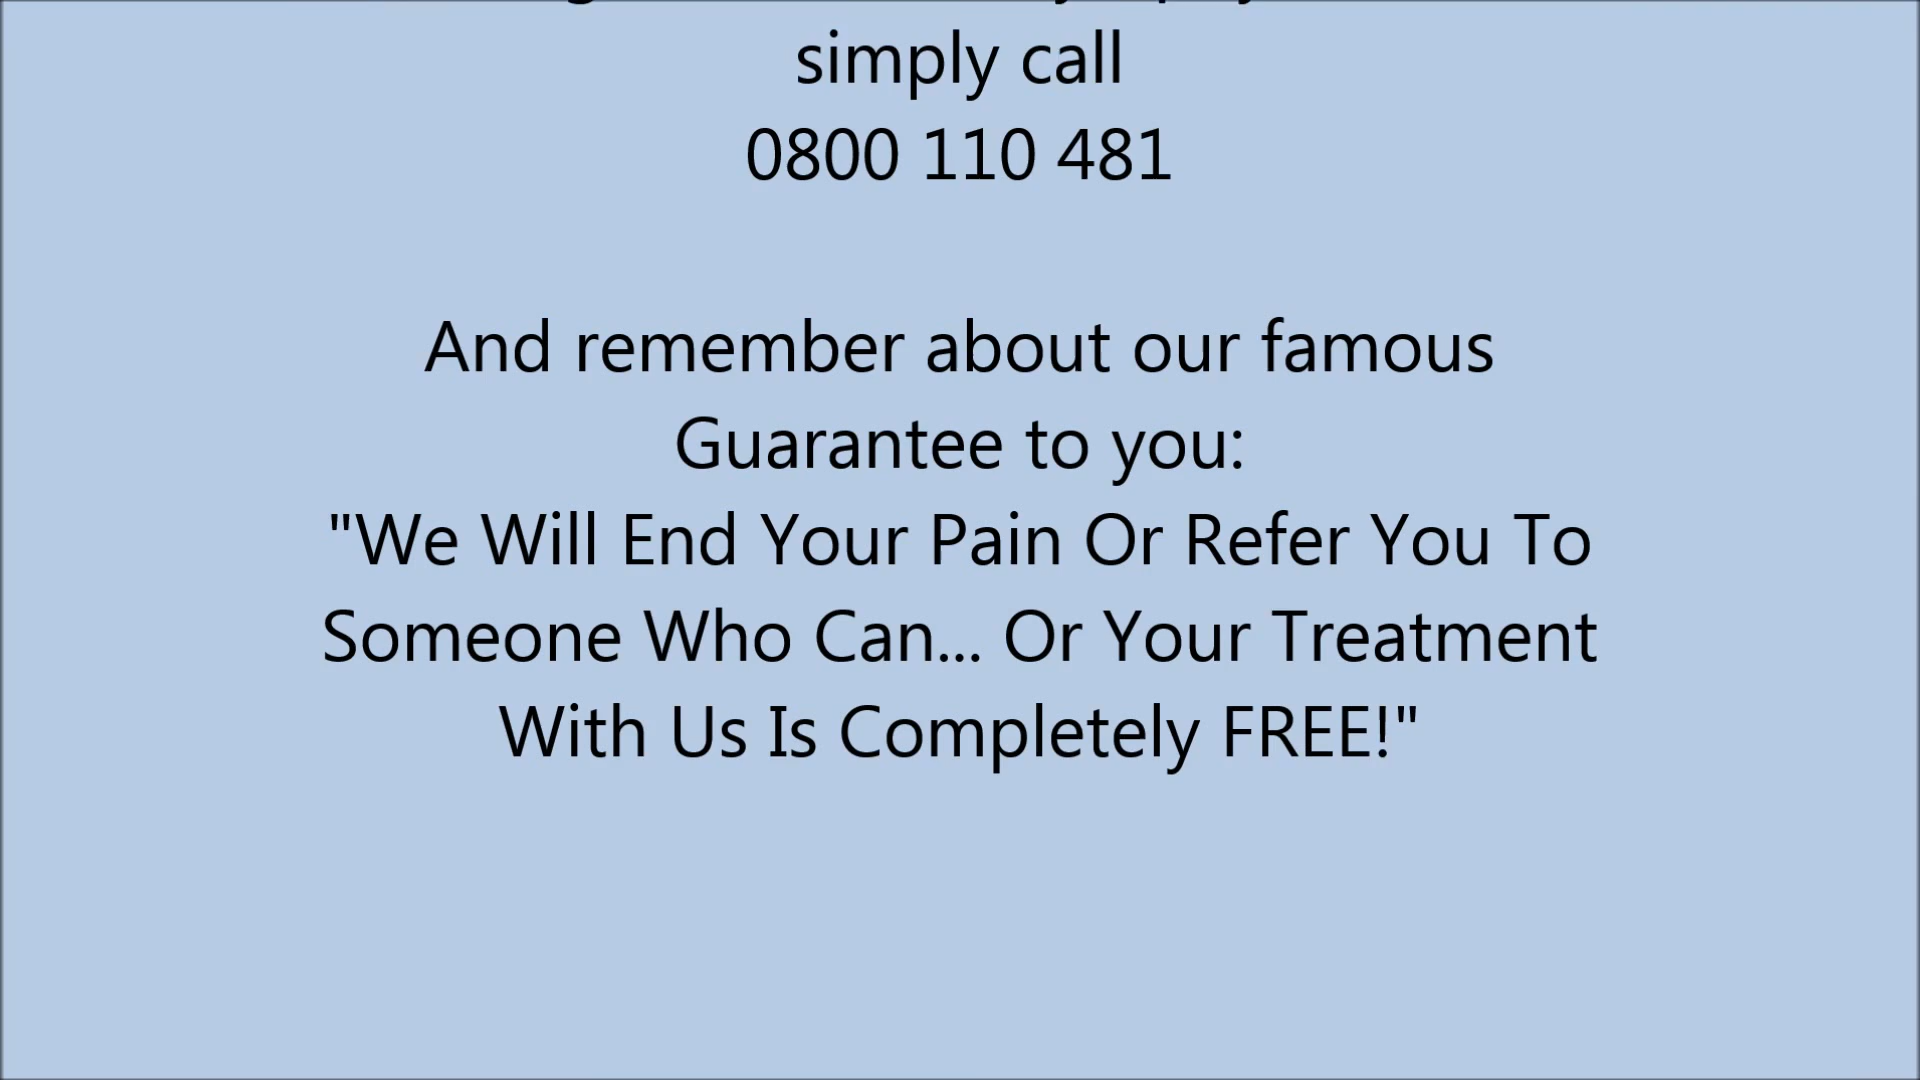 simply call
0800 110 481
And remember about our famous
Guarantee to you:
"We Will End Your Pain Or Refer You To
Someone Who Can... Or Your Treatment
With Us Is Completely FREE!"